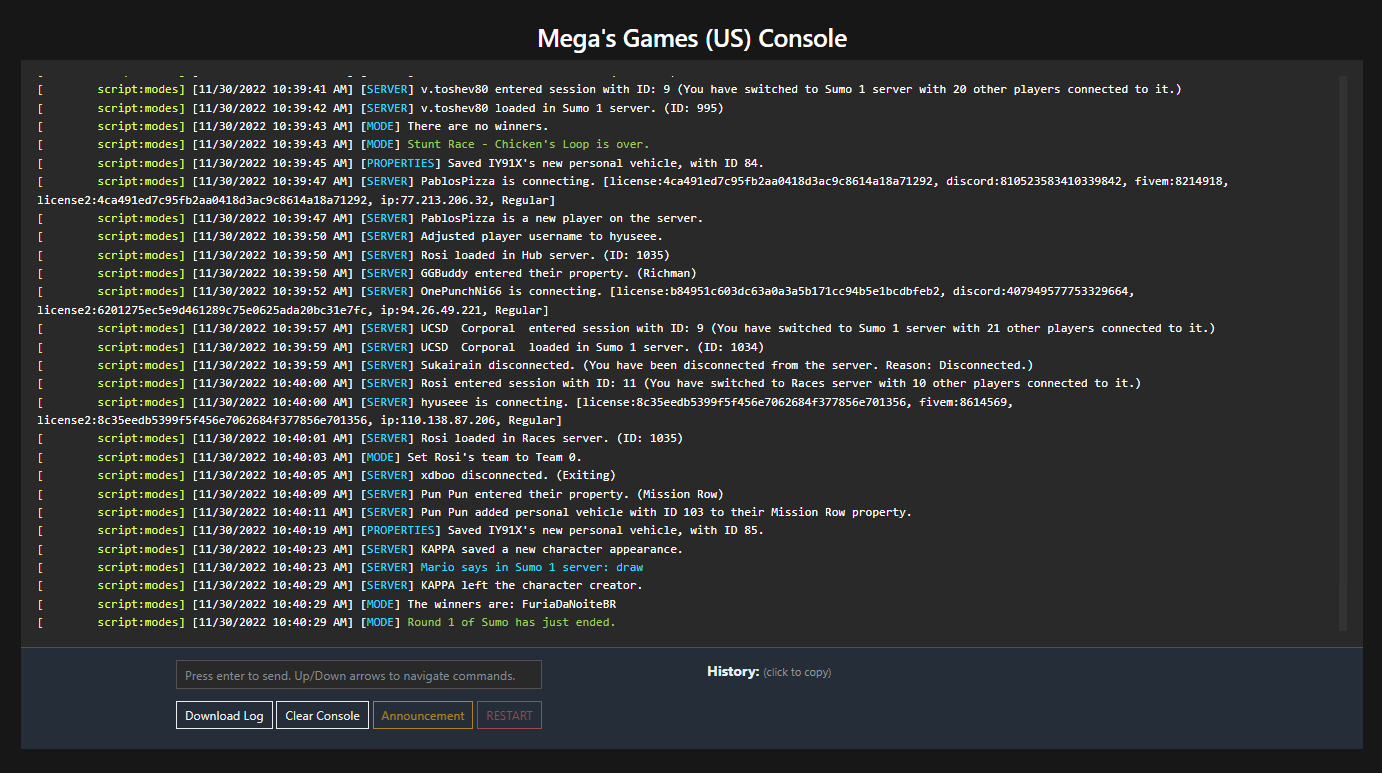 Mega's Games (US) Console
[        script:modes] [11/30/2022 10:39:41 AM] [SERVER] v.toshev80 entered session with ID: 9 (You have switched to Sumo 1 server with 20 other players connected to it.)
[        script:modes] [11/30/2022 10:39:42 AM] [SERVER] v.toshev80 loaded in Sumo 1 server. (ID: 995)
[        script:modes] [11/30/2022 10:39:43 AM] [MODE] There are no winners.
[        script:modes] [11/30/2022 10:39:43 AM] [MODE] Stunt Race - Chicken's Loop is over.
[        script:modes] [11/30/2022 10:39:45 AM] [PROPERTIES] Saved IY91X's new personal vehicle, with ID 84.
[        script:modes] [11/30/2022 10:39:47 AM] [SERVER] PablosPizza is connecting. [license:4ca491ed7c95fb2aa0418d3ac9c8614a18a71292, discord:810523583410339842, fivem:8214918,
license2:4ca491ed7c95fb2aa0418d3ac9c8614a18a71292, ip:77.213.206.32, Regular]
[        script:modes] [11/30/2022 10:39:47 AM] [SERVER] PablosPizza is a new player on the server.
[        script:modes] [11/30/2022 10:39:50 AM] [SERVER] Adjusted player username to hyuseee.
[        script:modes] [11/30/2022 10:39:50 AM] [SERVER] Rosi loaded in Hub server. (ID: 1035)
[        script:modes] [11/30/2022 10:39:50 AM] [SERVER] GGBuddy entered their property. (Richman)
[        script:modes] [11/30/2022 10:39:52 AM] [SERVER] OnePunchNi66 is connecting. [license:b84951c603dc63a0a3a5b171cc94b5e1bcdbfeb2, discord:407949577753329664,
license2:6201275ec5e9d461289c75e0625ada20bc31e7fc, ip:94.26.49.221, Regular]
[        script:modes] [11/30/2022 10:39:57 AM] [SERVER] UCSD  Corporal  entered session with ID: 9 (You have switched to Sumo 1 server with 21 other players connected to it.)
[        script:modes] [11/30/2022 10:39:59 AM] [SERVER] UCSD  Corporal  loaded in Sumo 1 server. (ID: 1034)
[        script:modes] [11/30/2022 10:39:59 AM] [SERVER] Sukairain disconnected. (You have been disconnected from the server. Reason: Disconnected.)
[        script:modes] [11/30/2022 10:40:00 AM] [SERVER] Rosi entered session with ID: 11 (You have switched to Races server with 10 other players connected to it.)
[        script:modes] [11/30/2022 10:40:00 AM] [SERVER] hyuseee is connecting. [license:8c35eedb5399f5f456e7062684f377856e701356, fivem:8614569,
license2:8c35eedb5399f5f456e7062684f377856e701356, ip:110.138.87.206, Regular]
[        script:modes] [11/30/2022 10:40:01 AM] [SERVER] Rosi loaded in Races server. (ID: 1035)
[        script:modes] [11/30/2022 10:40:03 AM] [MODE] Set Rosi's team to Team 0.
[        script:modes] [11/30/2022 10:40:05 AM] [SERVER] xdboo disconnected. (Exiting)
[        script:modes] [11/30/2022 10:40:09 AM] [SERVER] Pun Pun entered their property. (Mission Row)
[        script:modes] [11/30/2022 10:40:11 AM] [SERVER] Pun Pun added personal vehicle with ID 103 to their Mission Row property.
[        script:modes] [11/30/2022 10:40:19 AM] [PROPERTIES] Saved IY91X's new personal vehicle, with ID 85.
[        script:modes] [11/30/2022 10:40:23 AM] [SERVER] KAPPA saved a new character appearance.
[        script:modes] [11/30/2022 10:40:23 AM] [SERVER] Mario says in Sumo 1 server: draw
[        script:modes] [11/30/2022 10:40:29 AM] [SERVER] KAPPA left the character creator.
[        script:modes] [11/30/2022 10:40:29 AM] [MODE] The winners are: FuriaDaNoiteBR
[        script:modes] [11/30/2022 10:40:29 AM] [MODE] Round 1 of Sumo has just ended.
Press enter to send. Up/Down arrows to navigate commands.
History: (click to copy)
Download Log
Clear Console
Announcement
RESTART